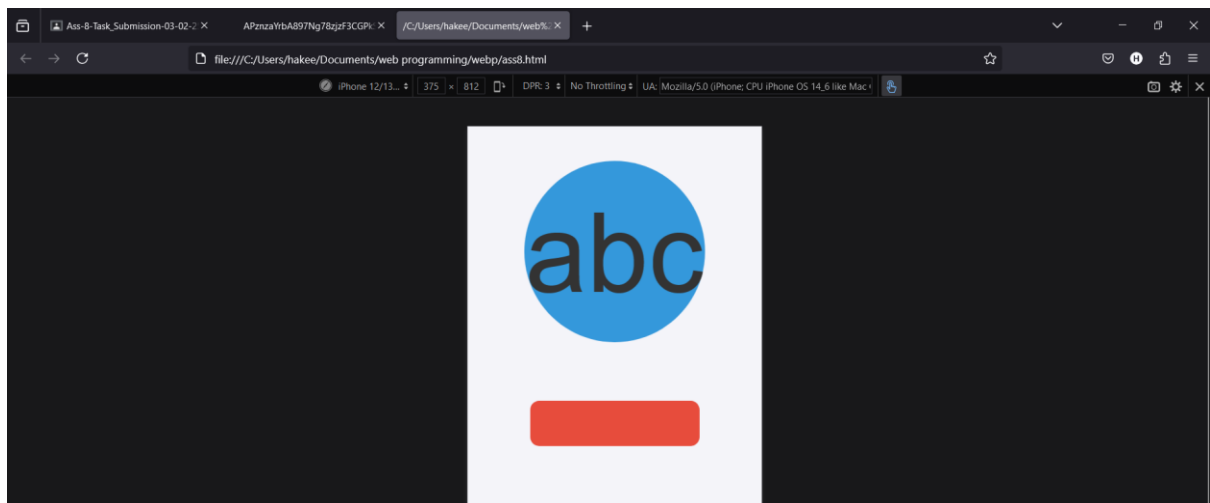 Ass-8-Task_Submission-03-02-2
APznzaYrbA897Ng78zjzF3CGPk
/C:/Users/hakee/Documents/web%2
file:///C:/Users/hakee/Documents/web programming/webp/ass8.html
H
iPhone 12/13... 375 × 812 DPR: 3 No Throttling UA: Mozilla/5.0 (iPhone; CPU iPhone OS 14_6 like Mac
abc